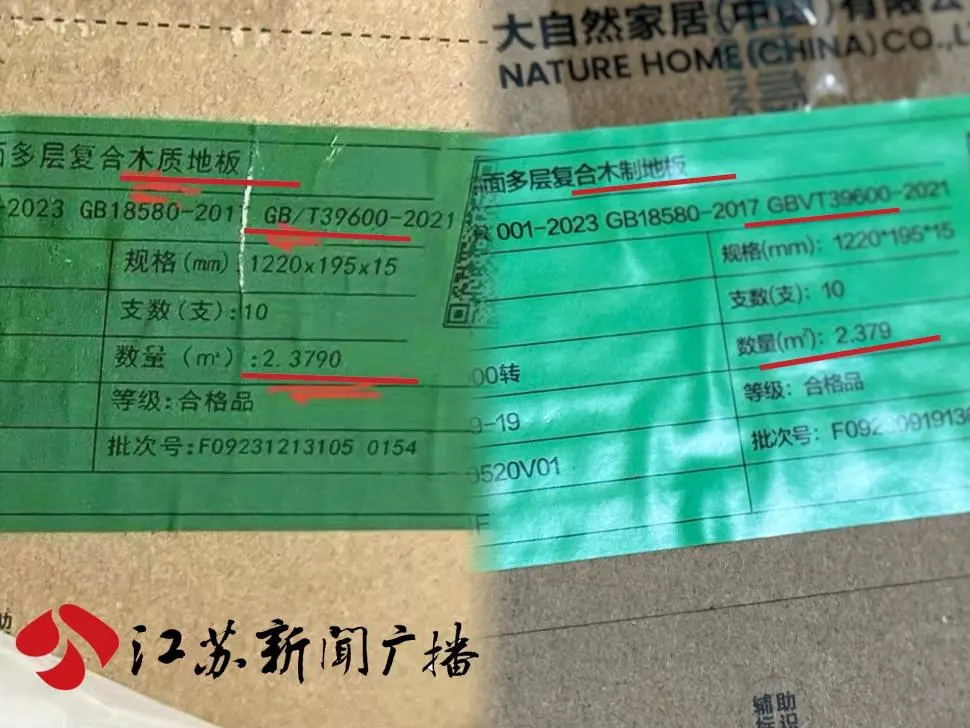 面多层复合木质地板
-2023 GB18580-2017 GB/T39600-2021
规格(mm):1220x195x15
支数(支):10
数量(m²):2.3790
等级:合格品
批次号:F09231213105 0154
大自然家居(中国)有限公
NATURE HOME(CHINA)CO.,L
面多层复合木制地板
001-2023 GB18580-2017 GBVT39600-2021
规格(mm): 1220*195*15
支数(支): 10
数量(m²): 2.379
00转
等级: 合格品
9-19
批次号: F0923091913
0520V01
江苏新闻广播
辅助
标识